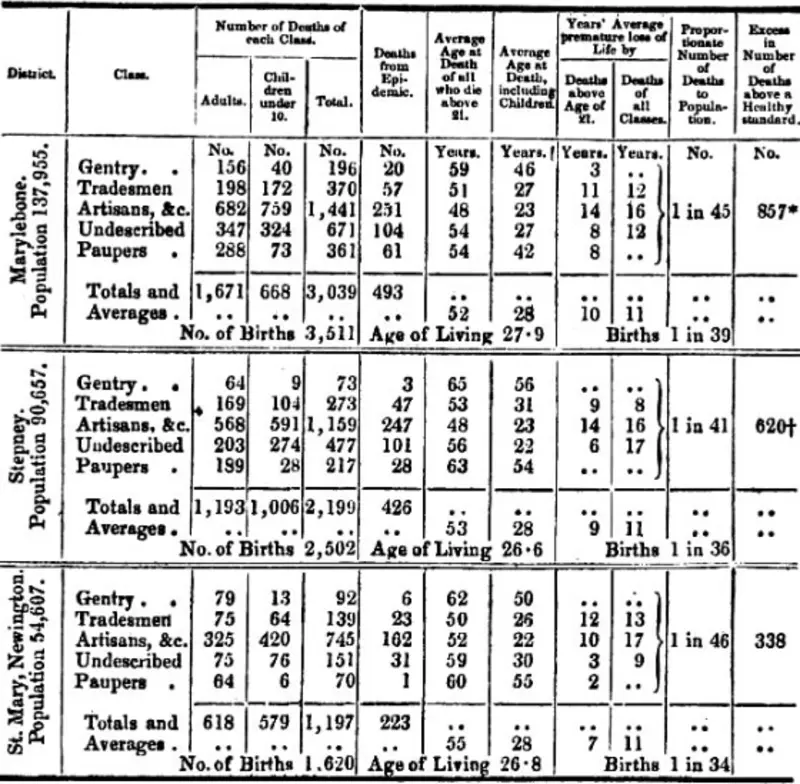 District. Class. Number of Deaths of each Class. Deaths from Epidemic. Average Age at Death of all who die above 21. Average Age at Death, including Children. Years' Average premature loss of Life by Proportionate Number of Deaths to Population. Excess in Number of Deaths above a Healthy standard.
Adults. Children under 10. Total. Deaths above Age of 21. Deaths of all Classes.
Marylebone. Population 137,955.
No. No. No. No. Years. Years. Years. Years. No. No.
Gentry. . 156 40 196 20 59 46 3 ..
Tradesmen 198 172 370 57 51 27 11 12
Artisans, &c. 682 759 1,441 251 48 23 14 16 1 in 45 857*
Undescribed 347 324 671 104 54 27 8 12
Paupers . 288 73 361 61 54 42 8 ..
Totals and 1,671 668 3,039 493 .. .. .. .. .. ..
Averages . .. .. .. .. 52 28 10 11 .. ..
No. of Births 3,511 Age of Living 27·9 Births 1 in 39
Stepney. Population 90,657.
Gentry. . 64 9 73 3 65 56 .. ..
Tradesmen 169 104 273 47 53 31 9 8
Artisans, &c. 568 591 1,159 247 48 23 14 16 1 in 41 620†
Undescribed 203 274 477 101 56 22 6 17
Paupers . 189 28 217 28 63 54 .. ..
Totals and 1,193 1,006 2,199 426 .. .. .. .. .. ..
Averages . .. .. .. .. 53 28 9 11 .. ..
No. of Births 2,502 Age of Living 26·6 Births 1 in 36
St. Mary, Newington. Population 54,607.
Gentry. . 79 13 92 6 62 50 .. ..
Tradesmen 75 64 139 23 50 26 12 13
Artisans, &c. 325 420 745 162 52 22 10 17 1 in 46 338
Undescribed 75 76 151 31 59 30 3 9
Paupers . 64 6 70 1 60 55 2 ..
Totals and 618 579 1,197 223 .. .. .. .. .. ..
Averages . .. .. .. .. 55 28 7 11 .. ..
No. of Births 1.620 Age of Living 26·8 Births 1 in 34